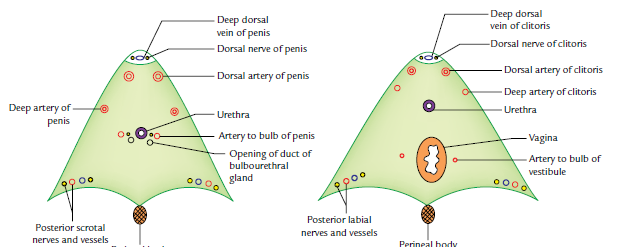 Deep dorsal
vein of penis
Dorsal nerve of penis
Dorsal artery of penis
Deep artery of
penis
Urethra
Artery to bulb of penis
Opening of duct of
bulbourethral
gland
Posterior scrotal
nerves and vessels
Deep dorsal
vein of clitoris
Dorsal nerve of clitoris
Dorsal artery of clitoris
Deep artery of clitoris
Urethra
Vagina
Artery to bulb of
vestibule
Posterior labial
nerves and vessels
Perineal body